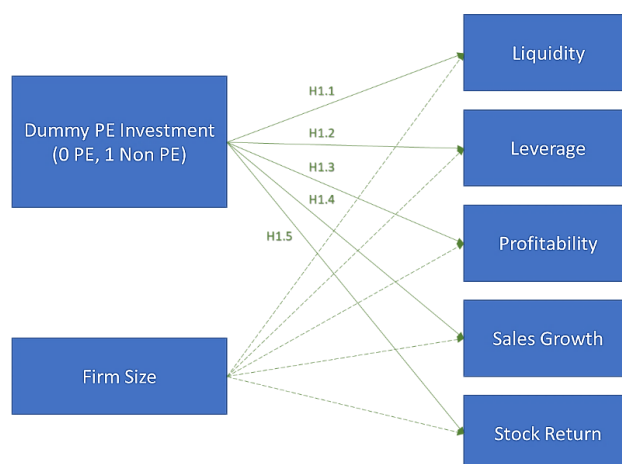 Liquidity
Dummy PE Investment
(0 PE, 1 Non PE)
H1.1
H1.2
Leverage
H1.3
H1.4
H1.5
Profitability
Sales Growth
Firm Size
Stock Return